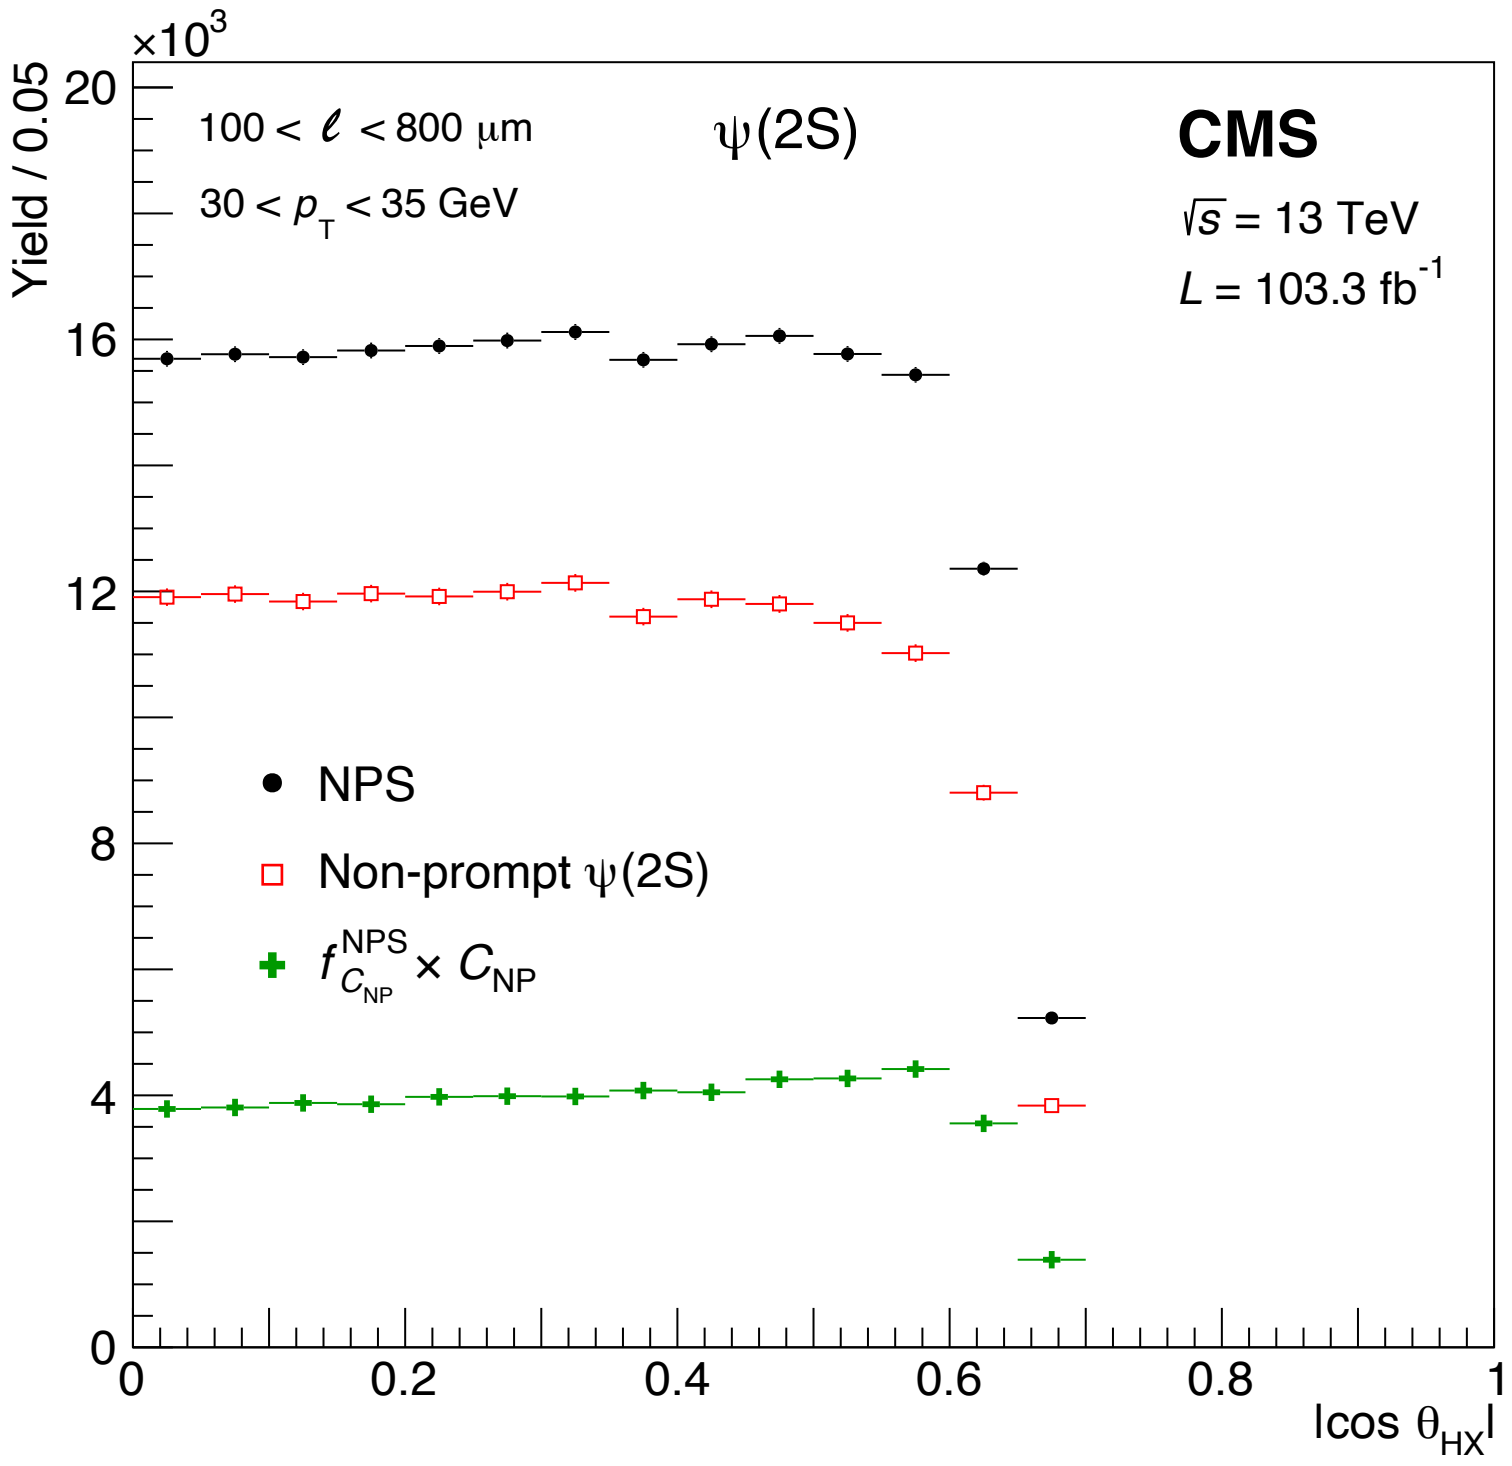 ×10³
Yield / 0.05
20
16
12
8
4
0
100 < ℓ < 800 μm
30 < p_T < 35 GeV
ψ(2S)
CMS
√s = 13 TeV
L = 103.3 fb⁻¹
NPS
Non-prompt ψ(2S)
f_{C_NP}^{NPS} × C_NP
0 0.2 0.4 0.6 0.8 1
|cos θ_HX|